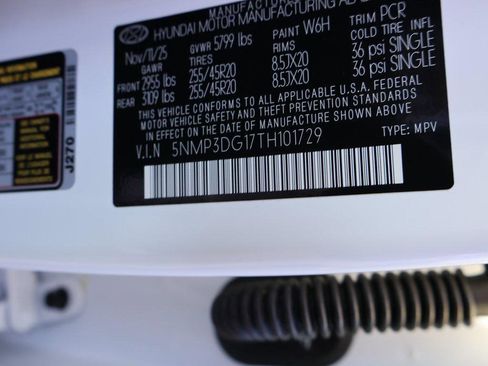 MANUFACTURED
HYUNDAI MOTOR MANUFACTURING
Nov/11/25 GVWR 5799 lbs PAINT W6H TRIM PCR
GAWR TIRES RIMS COLD TIRE INFL
FRONT 2955 lbs 255/45R20 8.5JX20 36 psi SINGLE
REAR 3109 lbs 255/45R20 8.5JX20 36 psi SINGLE
THIS VEHICLE CONFORMS TO ALL APPLICABLE U.S.A. FEDERAL
MOTOR VEHICLE SAFETY AND THEFT PREVENTION STANDARDS
IN EFFECT ON THE DATE OF MANUFACTURE SHOWN ABOVE
V.I.N 5NMP3DG17TH101729 TYPE: MPV
J270